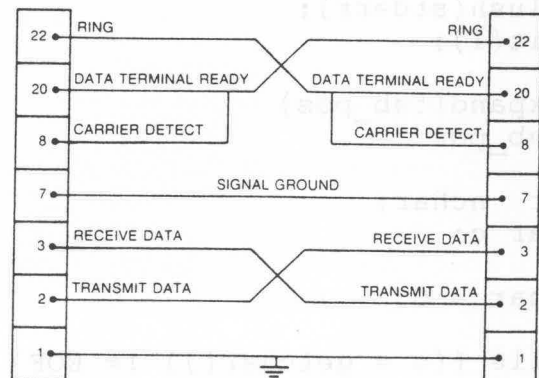 22 RING RING 22
20 DATA TERMINAL READY DATA TERMINAL READY 20
8 CARRIER DETECT CARRIER DETECT 8
7 SIGNAL GROUND 7
3 RECEIVE DATA RECEIVE DATA 3
2 TRANSMIT DATA TRANSMIT DATA 2
1 1